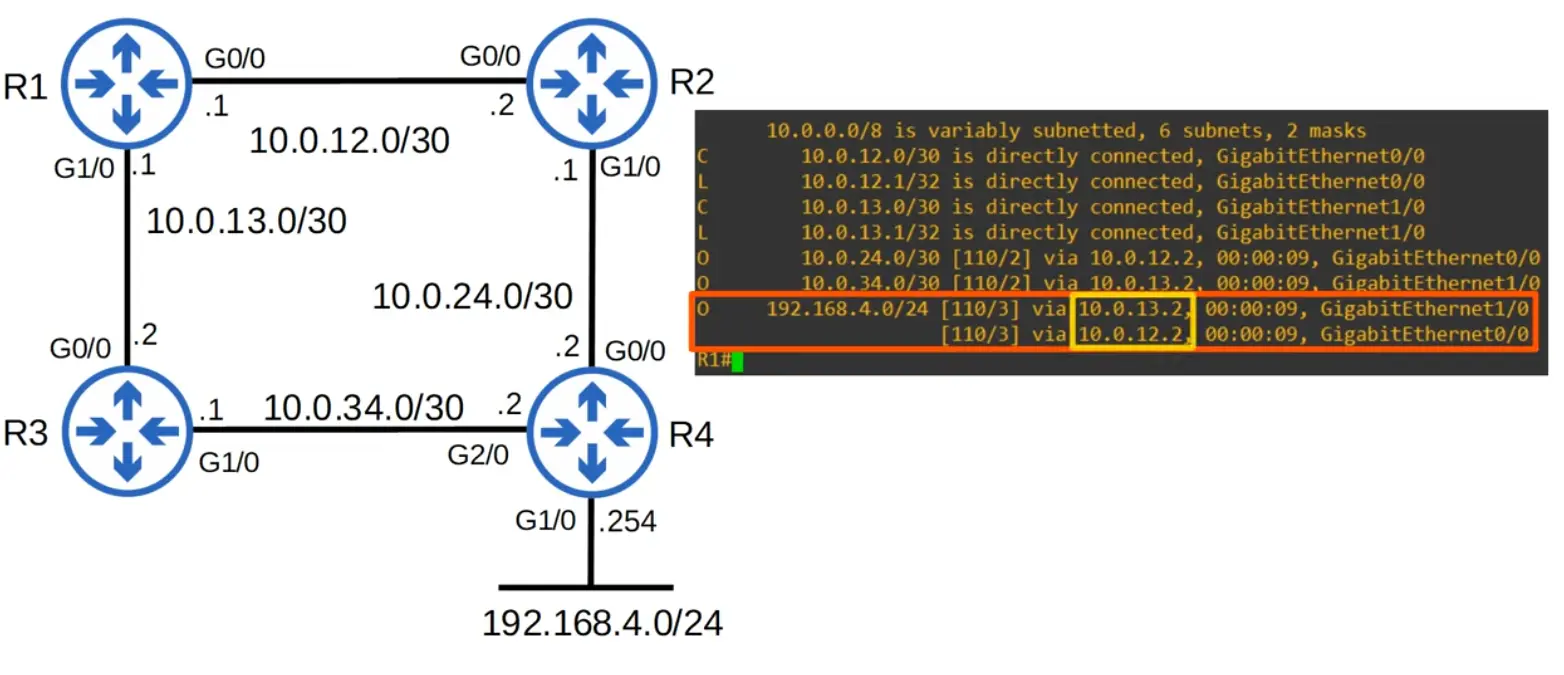 G0/0
G0/0
R1
R2
.1
.2
10.0.12.0/30
G1/0
.1
.1
G1/0
10.0.13.0/30
10.0.24.0/30
.2
G0/0
.2
G0/0
.1
10.0.34.0/30
.2
R3
R4
G1/0
G2/0
G1/0
.254
192.168.4.0/24
10.0.0.0/8 is variably subnetted, 6 subnets, 2 masks
C 10.0.12.0/30 is directly connected, GigabitEthernet0/0
L 10.0.12.1/32 is directly connected, GigabitEthernet0/0
C 10.0.13.0/30 is directly connected, GigabitEthernet1/0
L 10.0.13.1/32 is directly connected, GigabitEthernet1/0
O 10.0.24.0/30 [110/2] via 10.0.12.2, 00:00:09, GigabitEthernet0/0
O 10.0.34.0/30 [110/2] via 10.0.13.2, 00:00:09, GigabitEthernet1/0
O 192.168.4.0/24 [110/3] via 10.0.13.2, 00:00:09, GigabitEthernet1/0
[110/3] via 10.0.12.2, 00:00:09, GigabitEthernet0/0
R1#